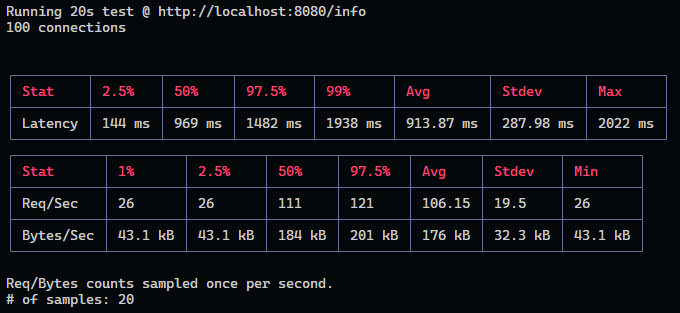 Running 20s test @ http://localhost:8080/info
100 connections
Stat 2.5% 50% 97.5% 99% Avg Stdev Max
Latency 144 ms 969 ms 1482 ms 1938 ms 913.87 ms 287.98 ms 2022 ms
Stat 1% 2.5% 50% 97.5% Avg Stdev Min
Req/Sec 26 26 111 121 106.15 19.5 26
Bytes/Sec 43.1 kB 43.1 kB 184 kB 201 kB 176 kB 32.3 kB 43.1 kB
Req/Bytes counts sampled once per second.
# of samples: 20